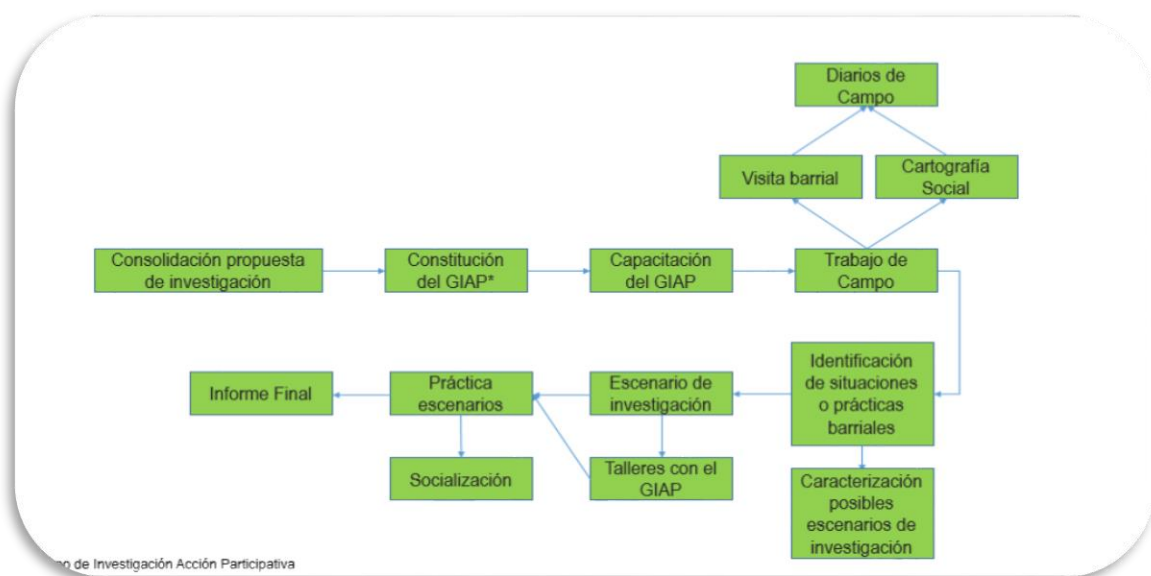 Diarios de
Campo
Visita barrial
Cartografía
Social
Consolidación propuesta
de investigación
Constitución
del GIAP*
Capacitación
del GIAP
Trabajo de
Campo
Informe Final
Práctica
escenarios
Escenario de
investigación
Identificación
de situaciones
o prácticas
barriales
Socialización
Talleres con el
GIAP
Caracterización
posibles
escenarios de
investigación
de Investigación Acción Participativa